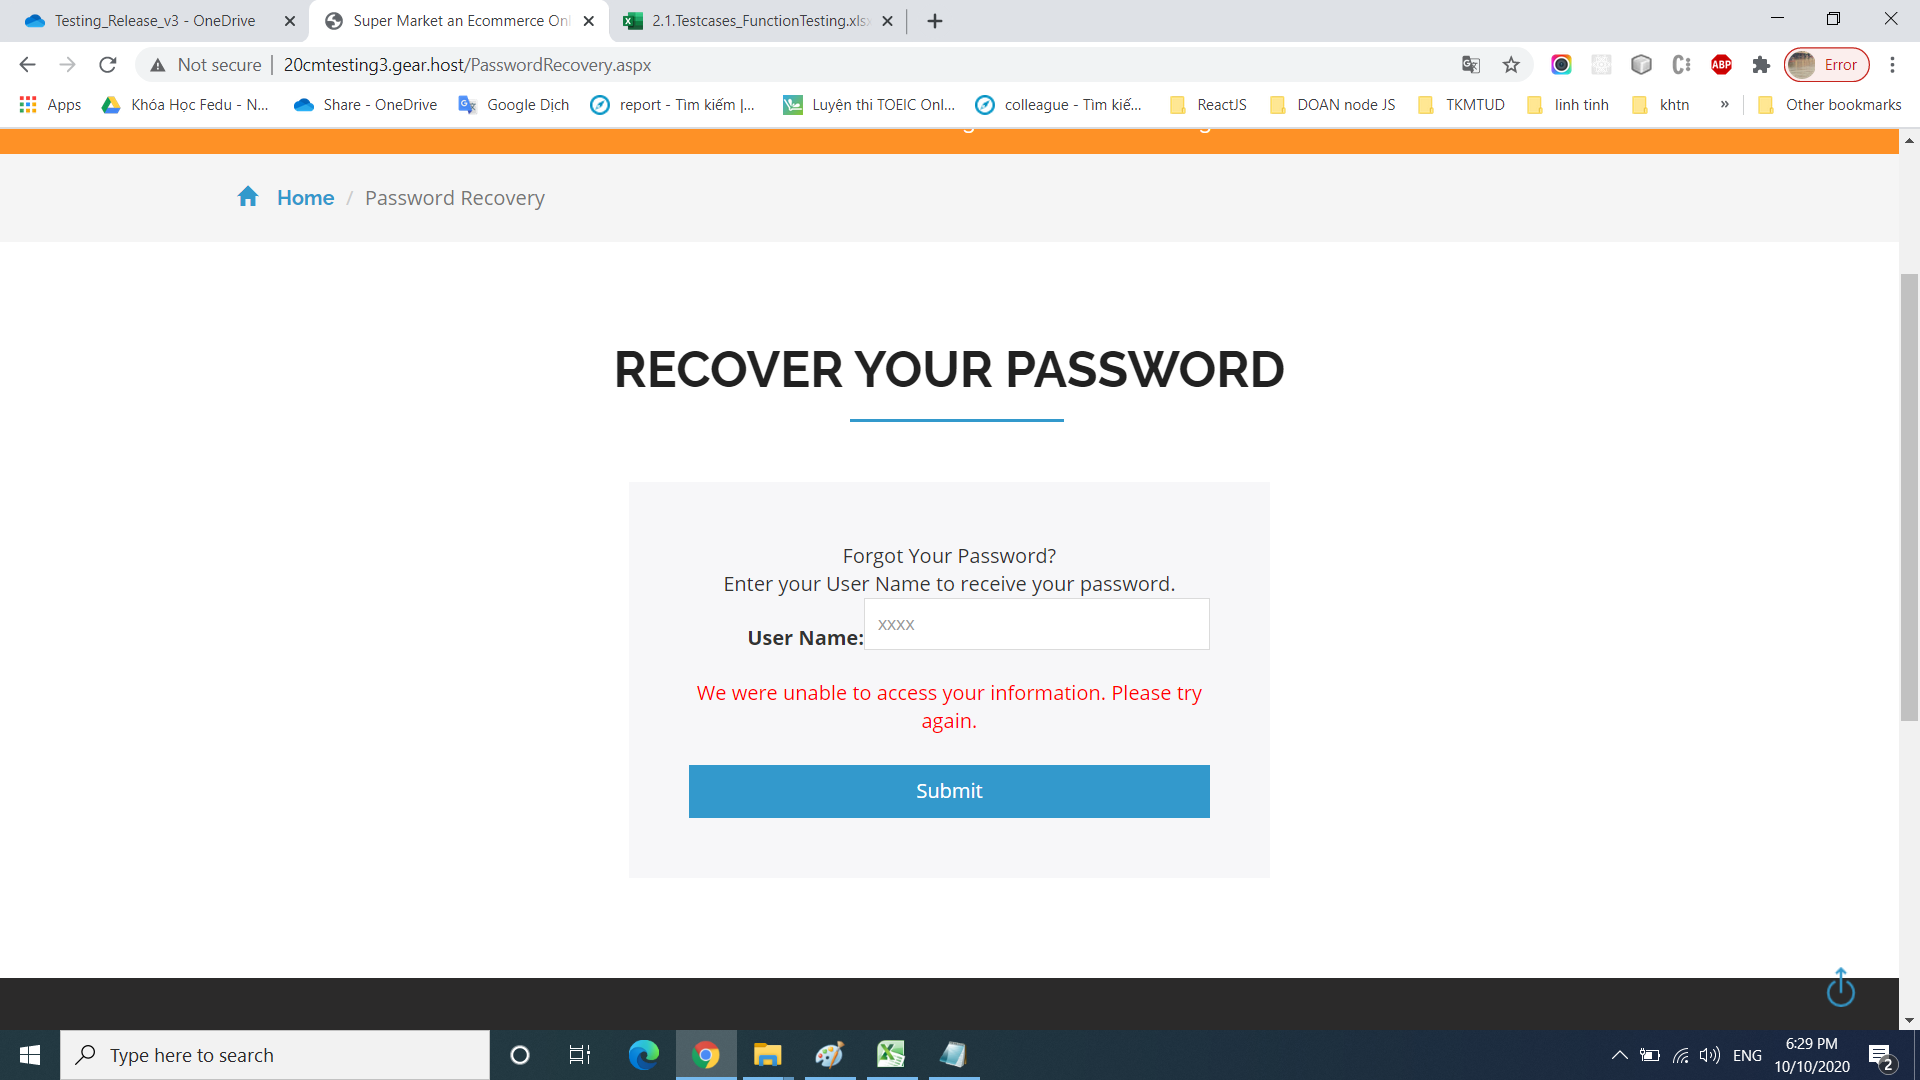 Testing_Release_v3 - OneDrive
Super Market an Ecommerce Onl
2.1.Testcases_FunctionTesting.xlsx
Not secure
20cmtesting3.gear.host/PasswordRecovery.aspx
ABP
Error
Apps
Khóa Học Fedu - N...
Share - OneDrive
Google Dịch
report - Tìm kiếm |...
Luyện thi TOEIC Onl...
colleague - Tìm kiế...
ReactJS
DOAN node JS
TKMTUD
linh tinh
khtn
»
Other bookmarks
Home / Password Recovery
RECOVER YOUR PASSWORD
Forgot Your Password?
Enter your User Name to receive your password.
User Name:
xxxx
We were unable to access your information. Please try
again.
Submit
Type here to search
ENG
6:29 PM
10/10/2020
2